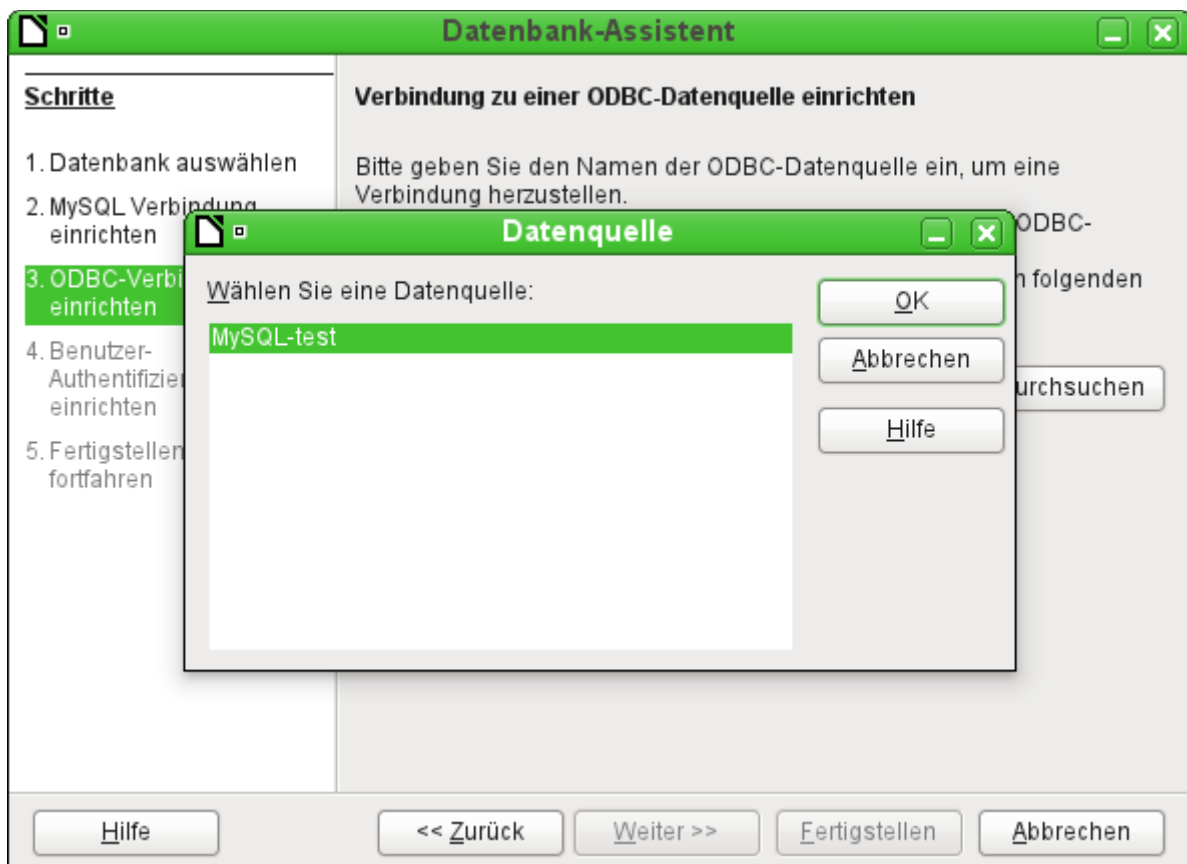 Datenbank-Assistent
Schritte
1. Datenbank auswählen
2. MySQL Verbindung
einrichten
3. ODBC-Verbi
einrichten
4. Benutzer-
Authentifizie
einrichten
5. Fertigstellen
fortfahren
Verbindung zu einer ODBC-Datenquelle einrichten
Bitte geben Sie den Namen der ODBC-Datenquelle ein, um eine
Verbindung herzustellen.
ODBC-
folgenden
urchsuchen
Datenquelle
Wählen Sie eine Datenquelle:
MySQL-test
OK
Abbrechen
Hilfe
Hilfe
<< Zurück
Weiter >>
Fertigstellen
Abbrechen